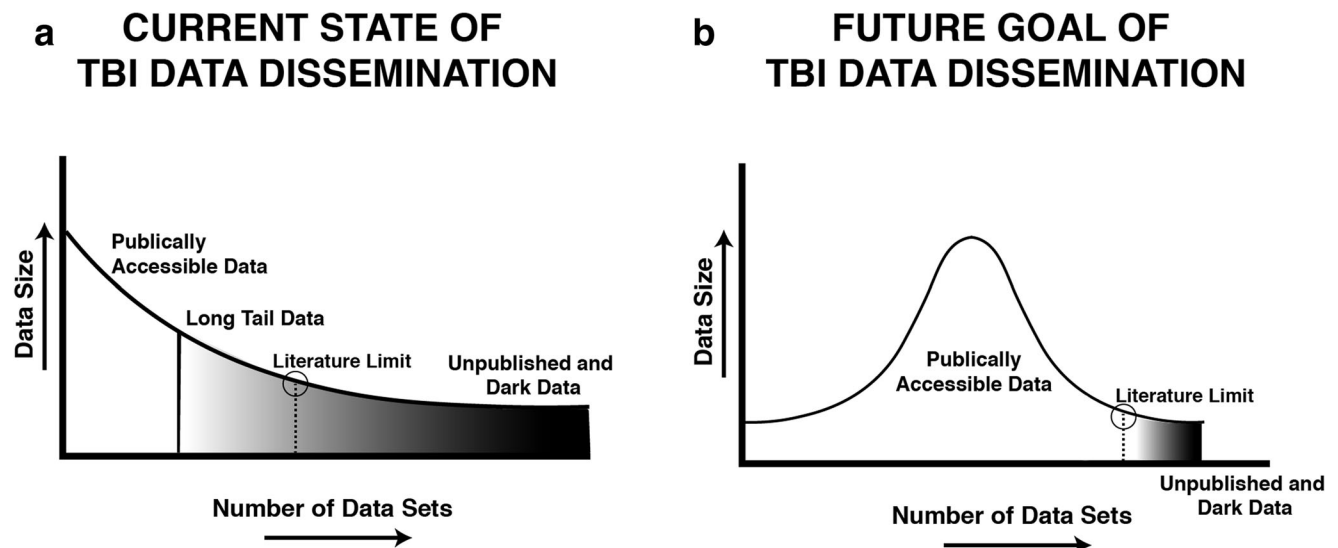 a
CURRENT STATE OF
TBI DATA DISSEMINATION
Data Size
Publically
Accessible Data
Long Tail Data
Literature Limit
Unpublished and
Dark Data
Number of Data Sets
b
FUTURE GOAL OF
TBI DATA DISSEMINATION
Data Size
Publically
Accessible Data
Literature Limit
Unpublished and
Dark Data
Number of Data Sets